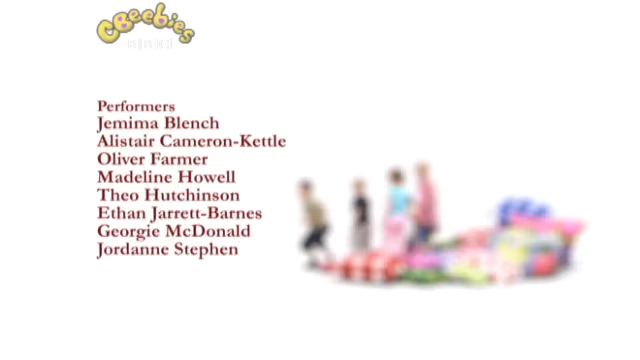 CBeebies
Performers
Jemima Blench
Alistair Cameron-Kettle
Oliver Farmer
Madeline Howell
Theo Hutchinson
Ethan Jarrett-Barnes
Georgie McDonald
Jordanne Stephen